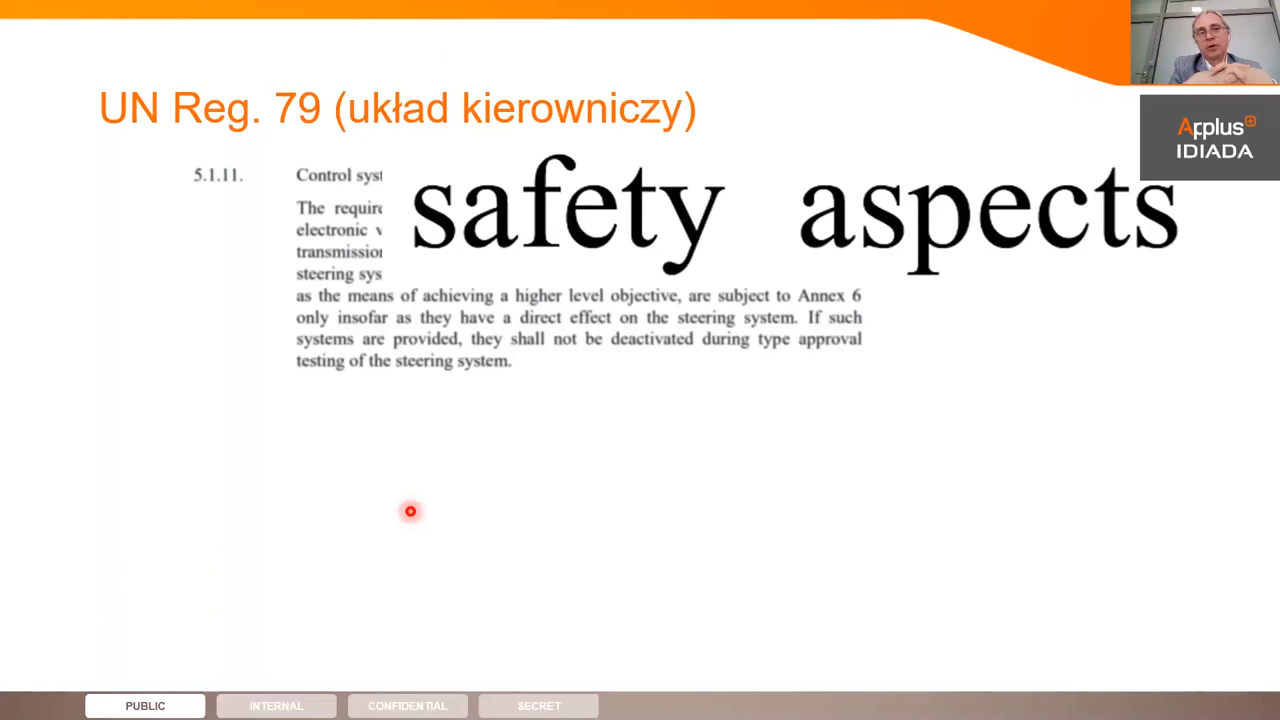 UN Reg. 79 (układ kierowniczy)
Applus+
IDIADA
5.1.11. Control syst
safety aspects
The require
electronic v
transmission
steering sys
as the means of achieving a higher level objective, are subject to Annex 6
only insofar as they have a direct effect on the steering system. If such
systems are provided, they shall not be deactivated during type approval
testing of the steering system.
PUBLIC INTERNAL CONFIDENTIAL SECRET